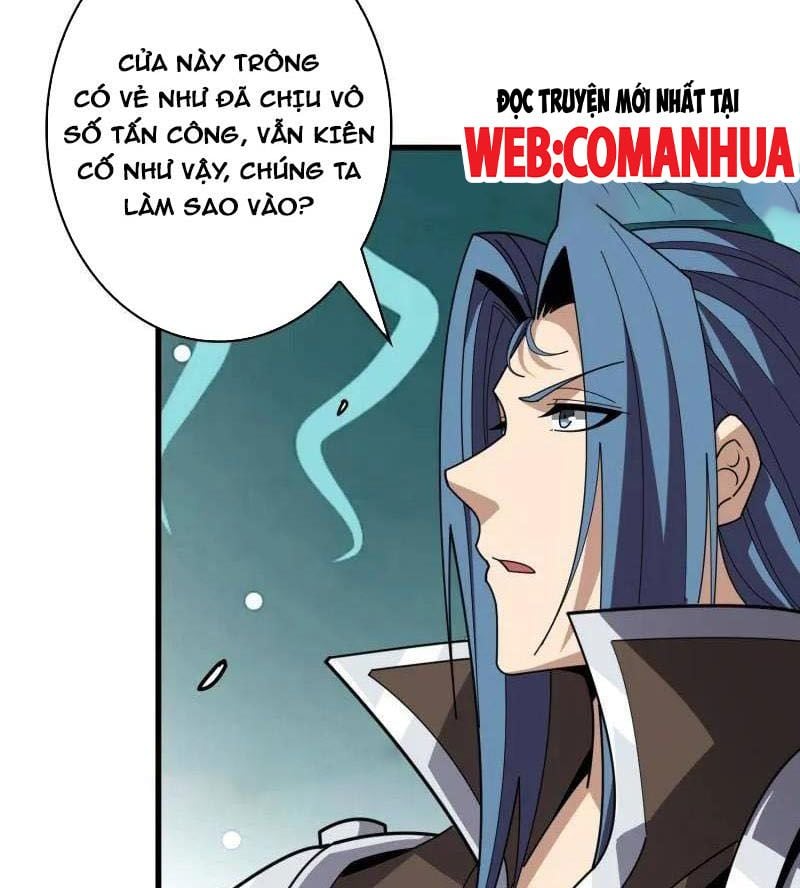 CỬA NÀY TRÔNG
CÓ VẺ NHƯ ĐÃ CHỊU VÔ
SỐ TẤN CÔNG, VẪN KIÊN
CỐ NHƯ VẬY, CHÚNG TA
LÀM SAO VÀO?
ĐỌC TRUYỆN MỚI NHẤT TẠI
WEB:COMANHUA